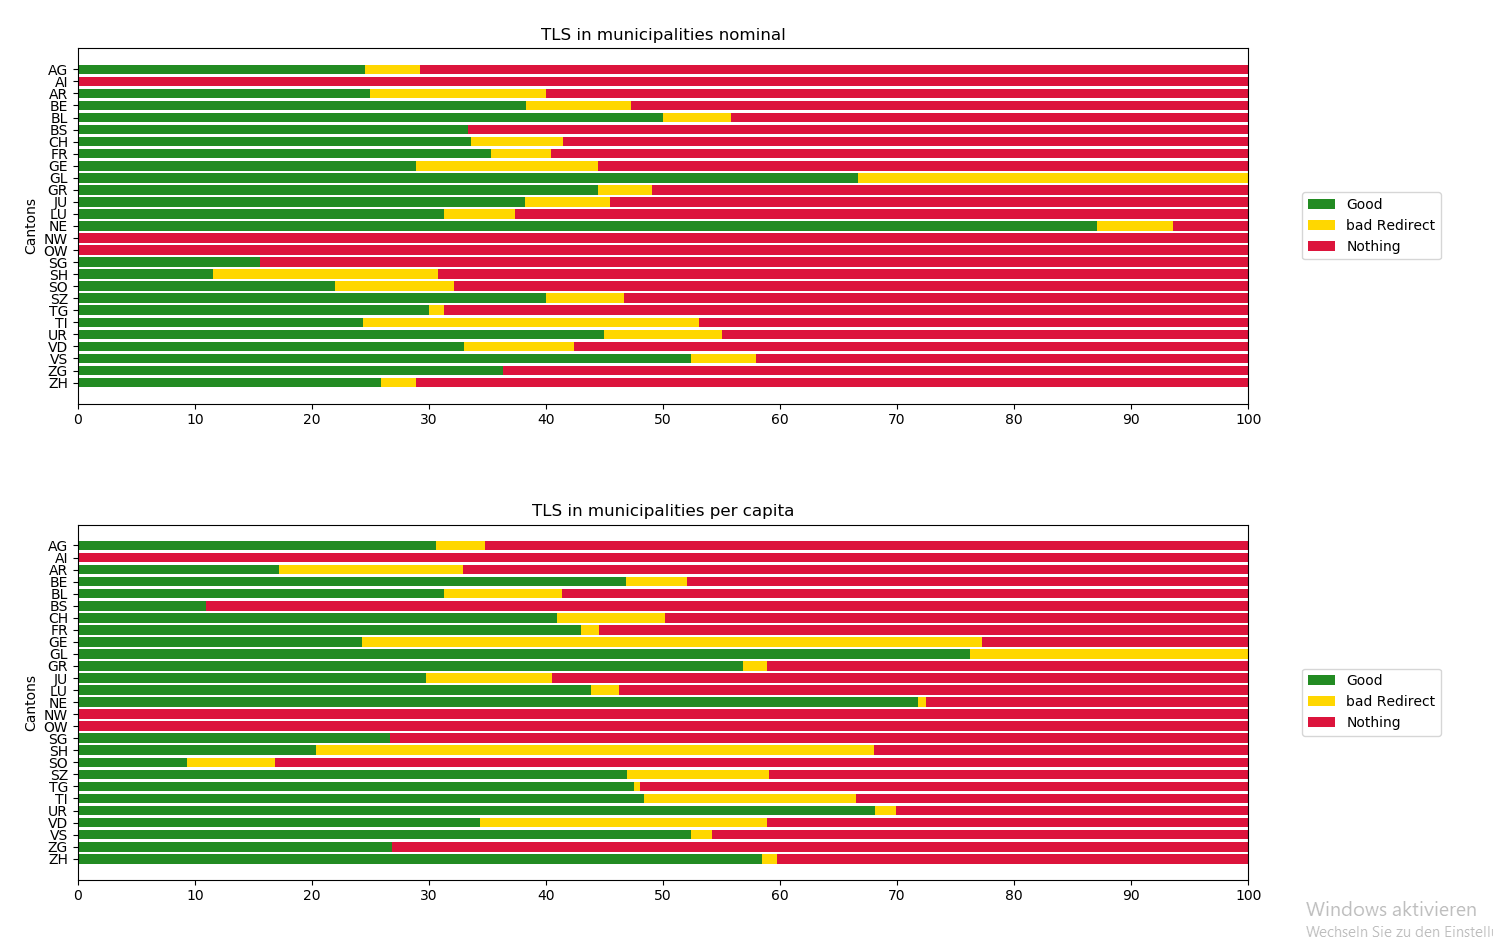 TLS in municipalities nominal
Cantons
AG
AI
AR
BE
BL
BS
CH
FR
GE
GL
GR
JU
LU
NE
NW
OW
SG
SH
SO
SZ
TG
TI
UR
VD
VS
ZG
ZH
0 10 20 30 40 50 60 70 80 90 100
Good
bad Redirect
Nothing
TLS in municipalities per capita
Cantons
AG
AI
AR
BE
BL
BS
CH
FR
GE
GL
GR
JU
LU
NE
NW
OW
SG
SH
SO
SZ
TG
TI
UR
VD
VS
ZG
ZH
0 10 20 30 40 50 60 70 80 90 100
Good
bad Redirect
Nothing
Windows aktivieren
Wechseln Sie zu den